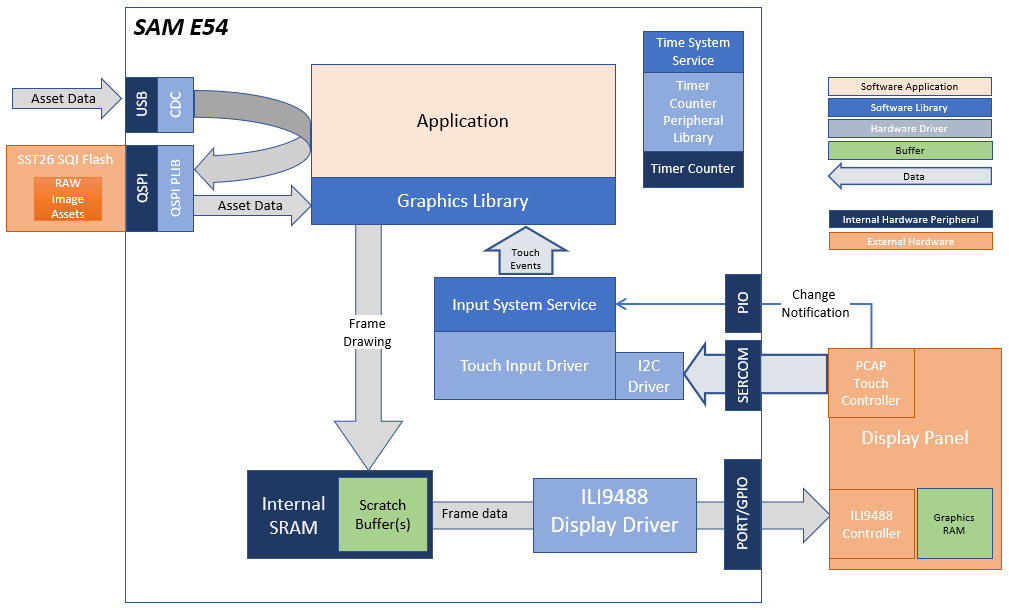 SAM E54
Asset Data
USB
CDC
SST26 SQI Flash
RAW
Image
Assets
QSPI
QSPI PLIB
Asset Data
Application
Graphics Library
Time System
Service
Timer
Counter
Peripheral
Library
Timer Counter
Software Application
Software Library
Hardware Driver
Buffer
Data
Internal Hardware Peripheral
External Hardware
Touch
Events
Input System Service
Touch Input Driver
I2C
Driver
PIO
Change
Notification
SERCOM
PCAP
Touch
Controller
Display Panel
Frame
Drawing
Internal
SRAM
Scratch
Buffer(s)
Frame data
ILI9488
Display Driver
PORT/GPIO
ILI9488
Controller
Graphics
RAM